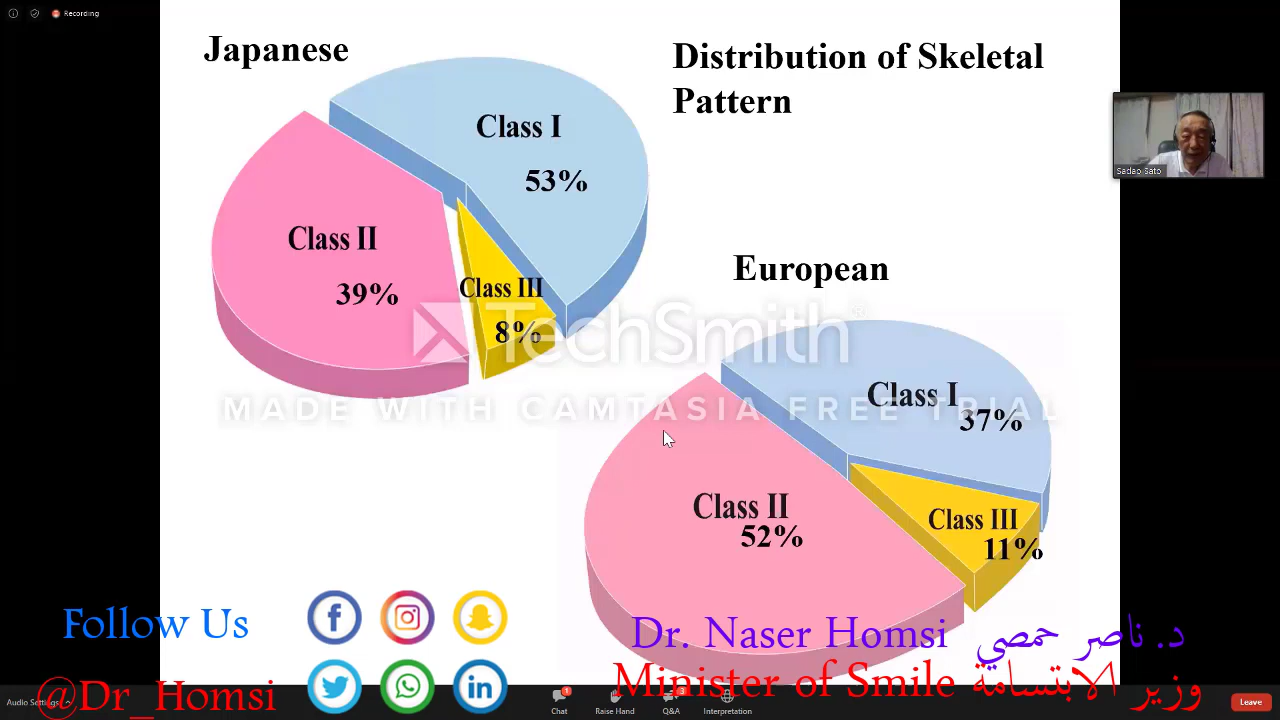 Recording
Japanese
Distribution of Skeletal
Pattern
Class I
53%
Sadao Sato
Class II
39%
Class III
8%
European
TechSmith®
MADE WITH CAMTASIA FREE TRIAL
Class I
37%
Class II
52%
Class III
11%
Follow Us
@Dr_Homsi
Dr. Naser Homsi د. ناصر حمصي
Minister of Smile وزير الابتسامة
Audio Settings
Chat 1
Raise Hand
Q&A 3
Interpretation
Leave